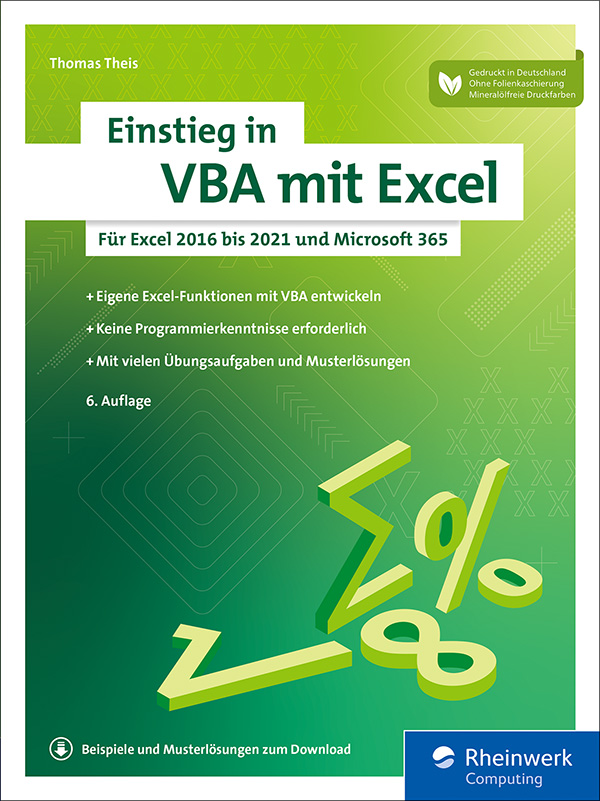 Thomas Theis
Gedruckt in Deutschland
Ohne Folienkaschierung
Mineralölfreie Druckfarben
Einstieg in
VBA mit Excel
Für Excel 2016 bis 2021 und Microsoft 365
+ Eigene Excel-Funktionen mit VBA entwickeln
+ Keine Programmierkenntnisse erforderlich
+ Mit vielen Übungsaufgaben und Musterlösungen
6. Auflage
Σ%
√∞
Beispiele und Musterlösungen zum Download
Rheinwerk
Computing